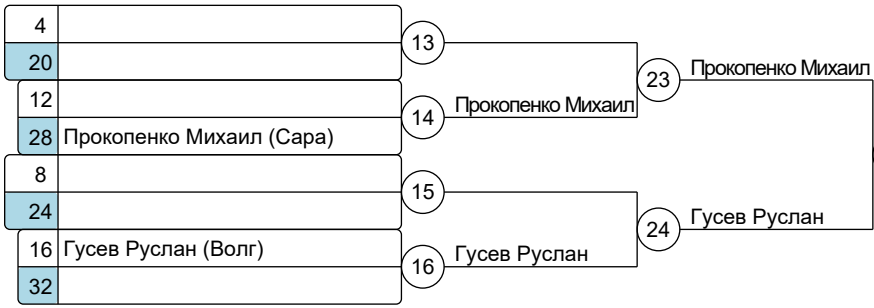 4
13
20
23 Прокопенко Михаил
12
14 Прокопенко Михаил
28 Прокопенко Михаил (Сара)
8
15
24
24 Гусев Руслан
16 Гусев Руслан (Волг)
16 Гусев Руслан
32